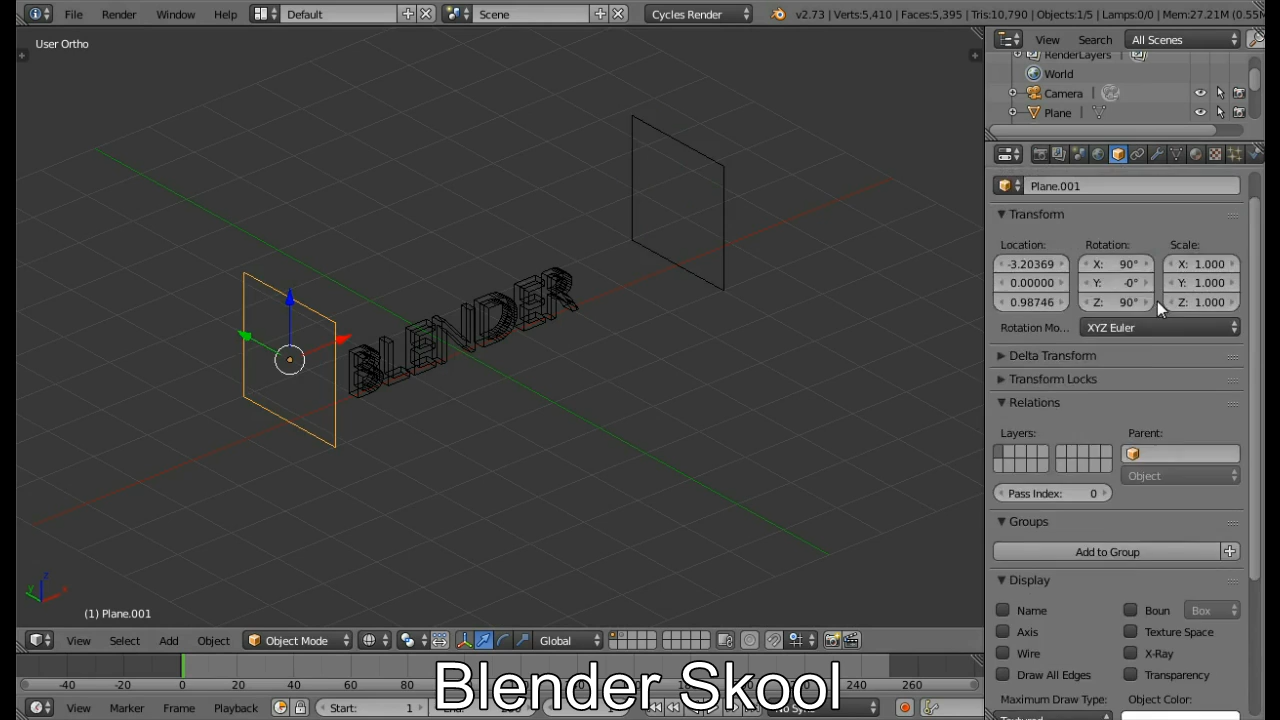 File Render Window Help Default Scene Cycles Render v2.73 | Verts:5,410 | Faces:5,395 | Tris:10,790 | Objects:1/5 | Lamps:0/0 | Mem:27.21M (0.55M
User Ortho
View Search All Scenes
RenderLayers
World
Camera
Plane
Plane.001
Transform
Location: Rotation: Scale:
-3.20369 X: 90° X: 1.000
0.00000 Y: -0° Y: 1.000
0.98746 Z: 90° Z: 1.000
Rotation Mo... XYZ Euler
Delta Transform
Transform Locks
Relations
Layers: Parent:
Object
Pass Index: 0
Groups
Add to Group
Display
Name Boun Box
Axis Texture Space
Wire X-Ray
Draw All Edges Transparency
Maximum Draw Type: Object Color:
Textured
BLENDER
z
y x
(1) Plane.001
View Select Add Object Object Mode Global
-40 -20 0 20 40 60 80 240 260
View Marker Frame Playback Start: 1
Blender Skool